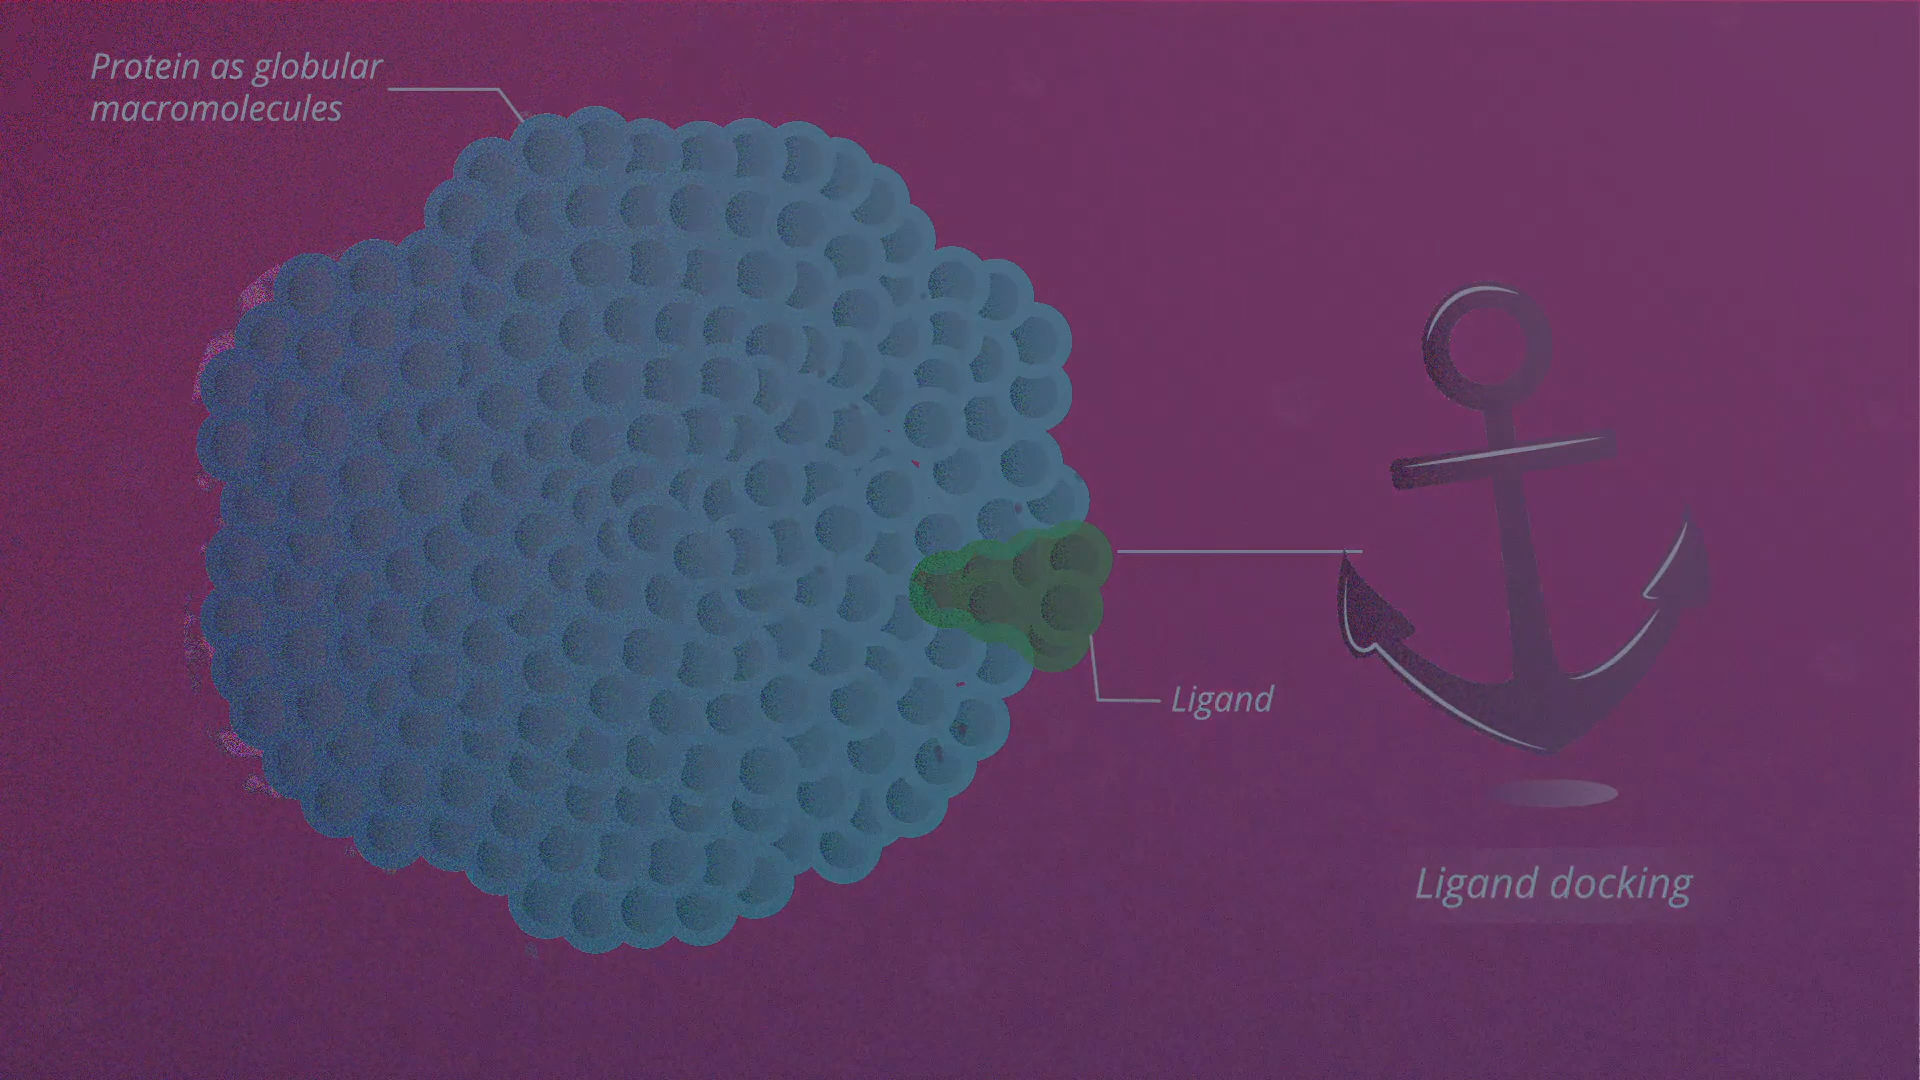 Protein as globular
macromolecules
Ligand
Ligand docking